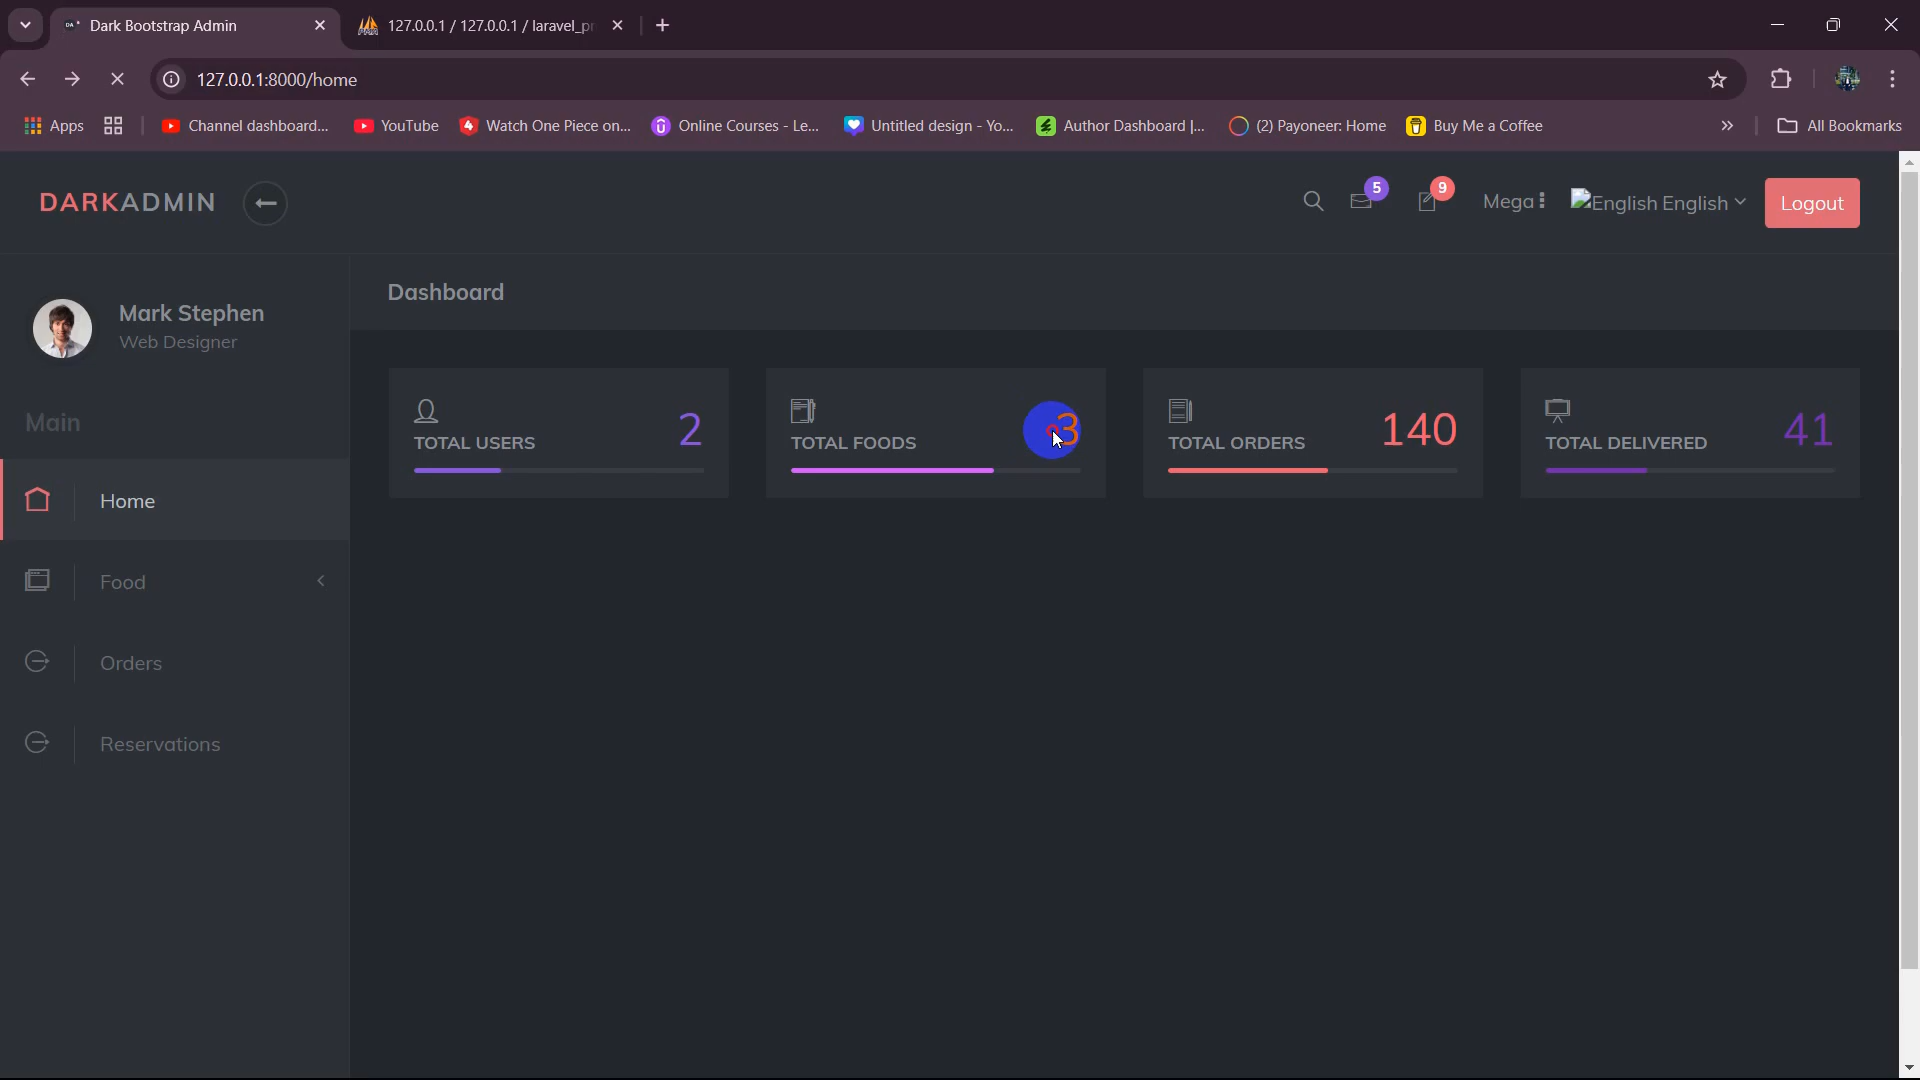 Dark Bootstrap Admin
127.0.0.1 / 127.0.0.1 / laravel_pr
127.0.0.1:8000/home
Apps
Channel dashboard...
YouTube
Watch One Piece on...
Online Courses - Le...
Untitled design - Yo...
Author Dashboard |...
(2) Payoneer: Home
Buy Me a Coffee
All Bookmarks
DARKADMIN
5
9
Mega
English English
Logout
Mark Stephen
Web Designer
Main
Home
Food
Orders
Reservations
Dashboard
TOTAL USERS
2
TOTAL FOODS
3
TOTAL ORDERS
140
TOTAL DELIVERED
41